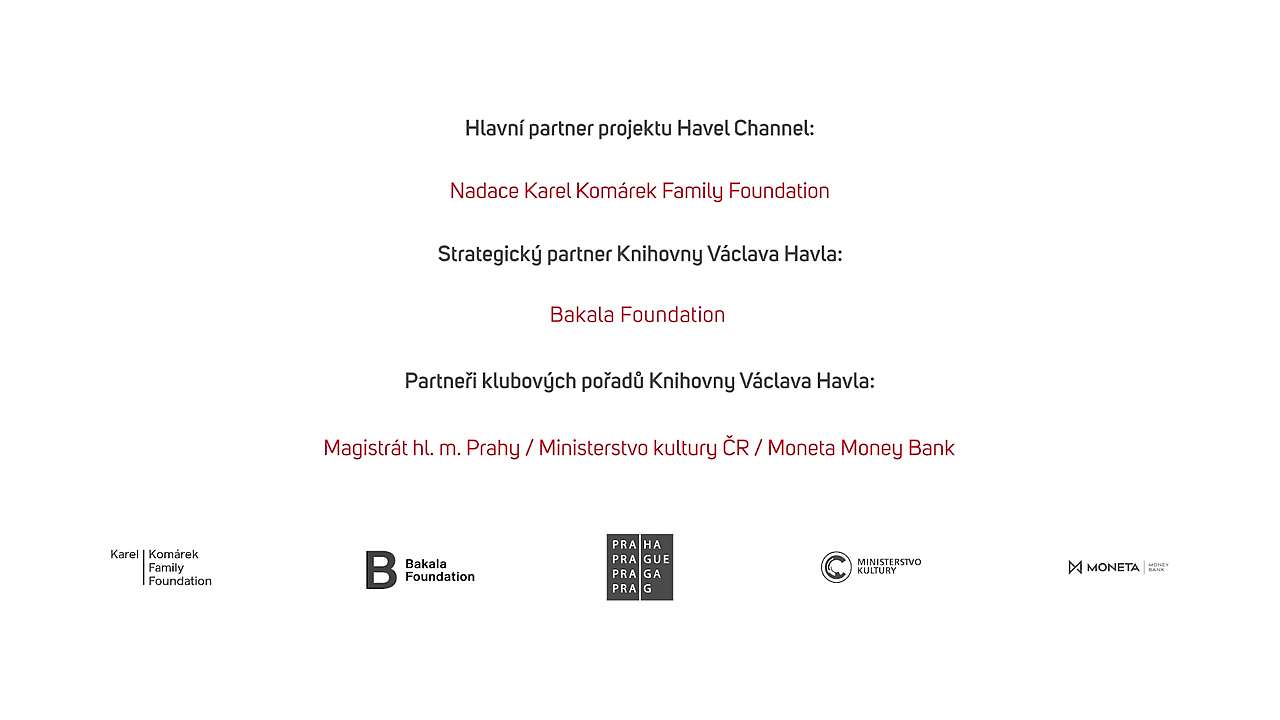 Hlavní partner projektu Havel Channel:
Nadace Karel Komárek Family Foundation
Strategický partner Knihovny Václava Havla:
Bakala Foundation
Partneři klubových pořadů Knihovny Václava Havla:
Magistrát hl. m. Prahy / Ministerstvo kultury ČR / Moneta Money Bank
Karel Komárek
Family
Foundation
B Bakala
Foundation
PRA HA
PRA GUE
PRA GA
PRA G
MINISTERSTVO
KULTURY
MONETA MONEY
BANK